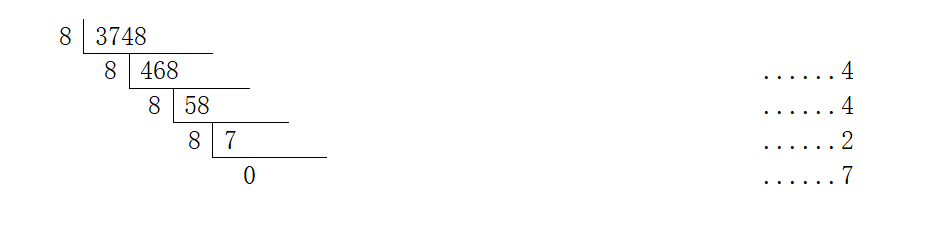 8 3748
8 468 ......4
8 58 ......4
8 7 ......2
0 ......7